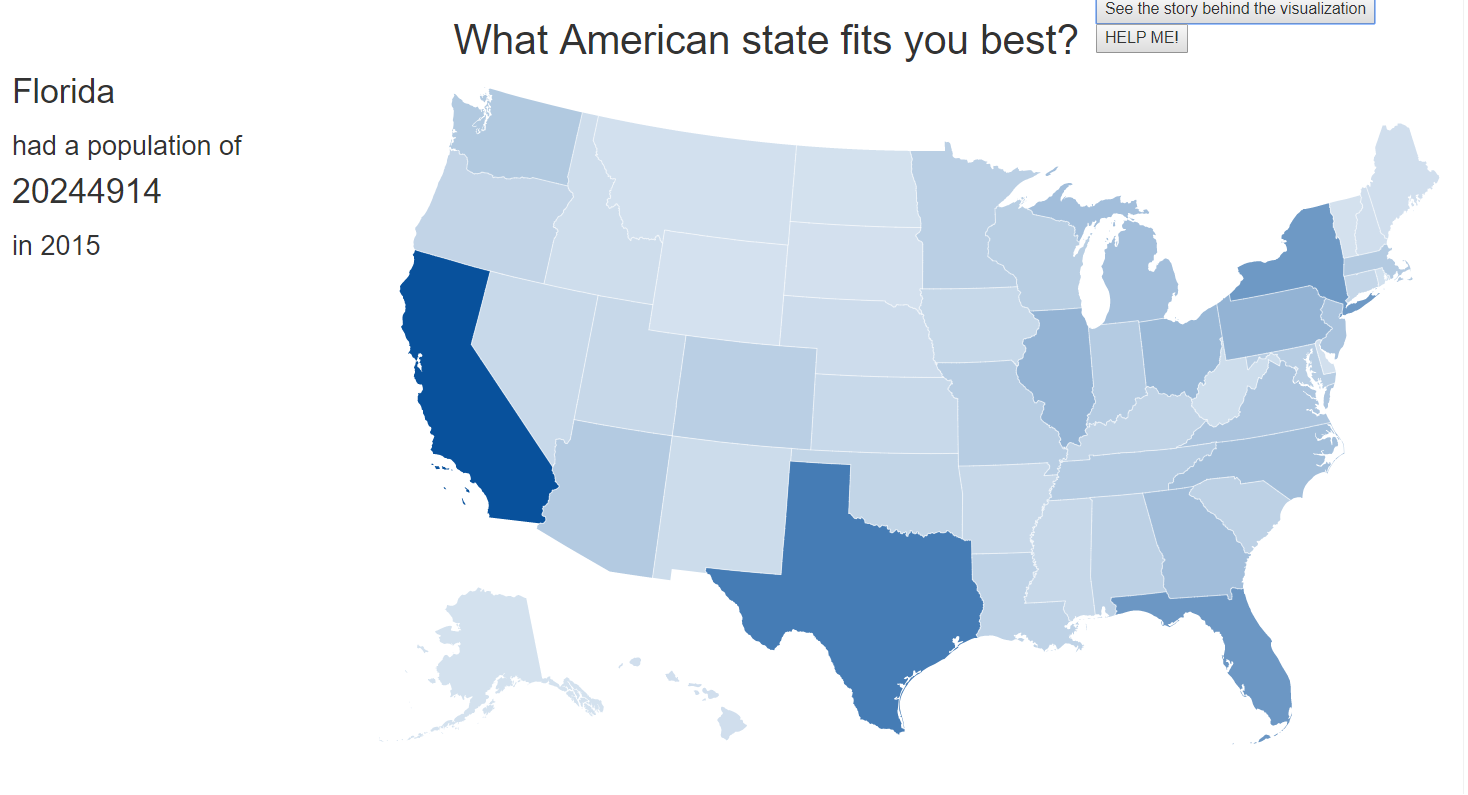 See the story behind the visualization
What American state fits you best?
HELP ME!
Florida
had a population of
20244914
in 2015